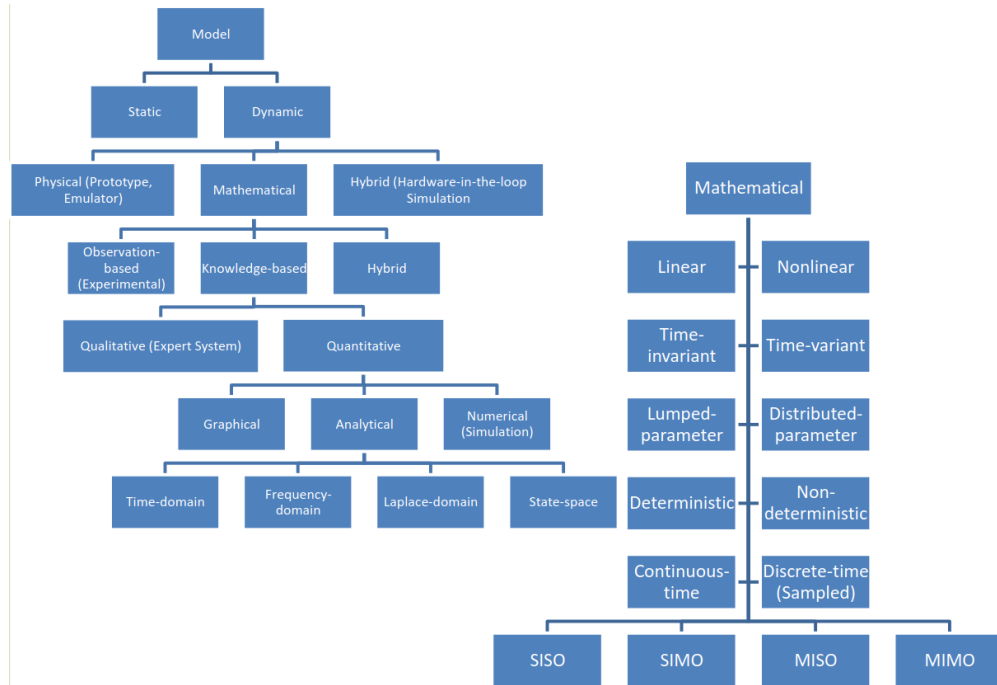 Model
Static
Dynamic
Physical (Prototype,
Emulator)
Mathematical
Hybrid (Hardware-in-the-loop
Simulation
Observation-
based
(Experimental)
Knowledge-based
Hybrid
Qualitative (Expert System)
Quantitative
Graphical
Analytical
Numerical
(Simulation)
Time-domain
Frequency-
domain
Laplace-domain
State-space
Mathematical
Linear
Nonlinear
Time-
invariant
Time-variant
Lumped-
parameter
Distributed-
parameter
Deterministic
Non-
deterministic
Continuous-
time
Discrete-time
(Sampled)
SISO
SIMO
MISO
MIMO